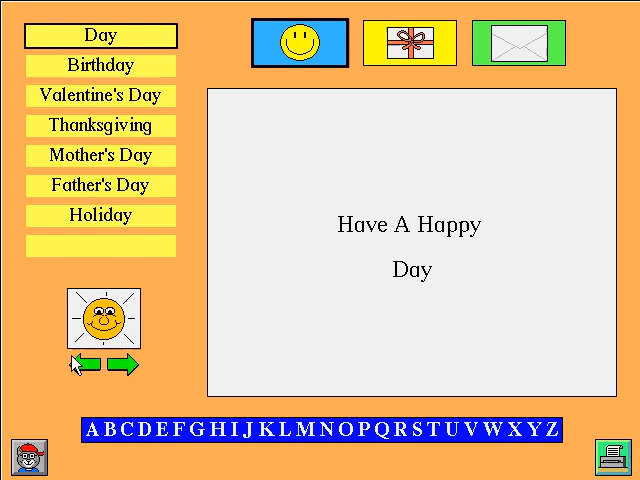 Day
Birthday
Valentine's Day
Thanksgiving
Mother's Day
Father's Day
Holiday
Have A Happy
Day
A B C D E F G H I J K L M N O P Q R S T U V W X Y Z